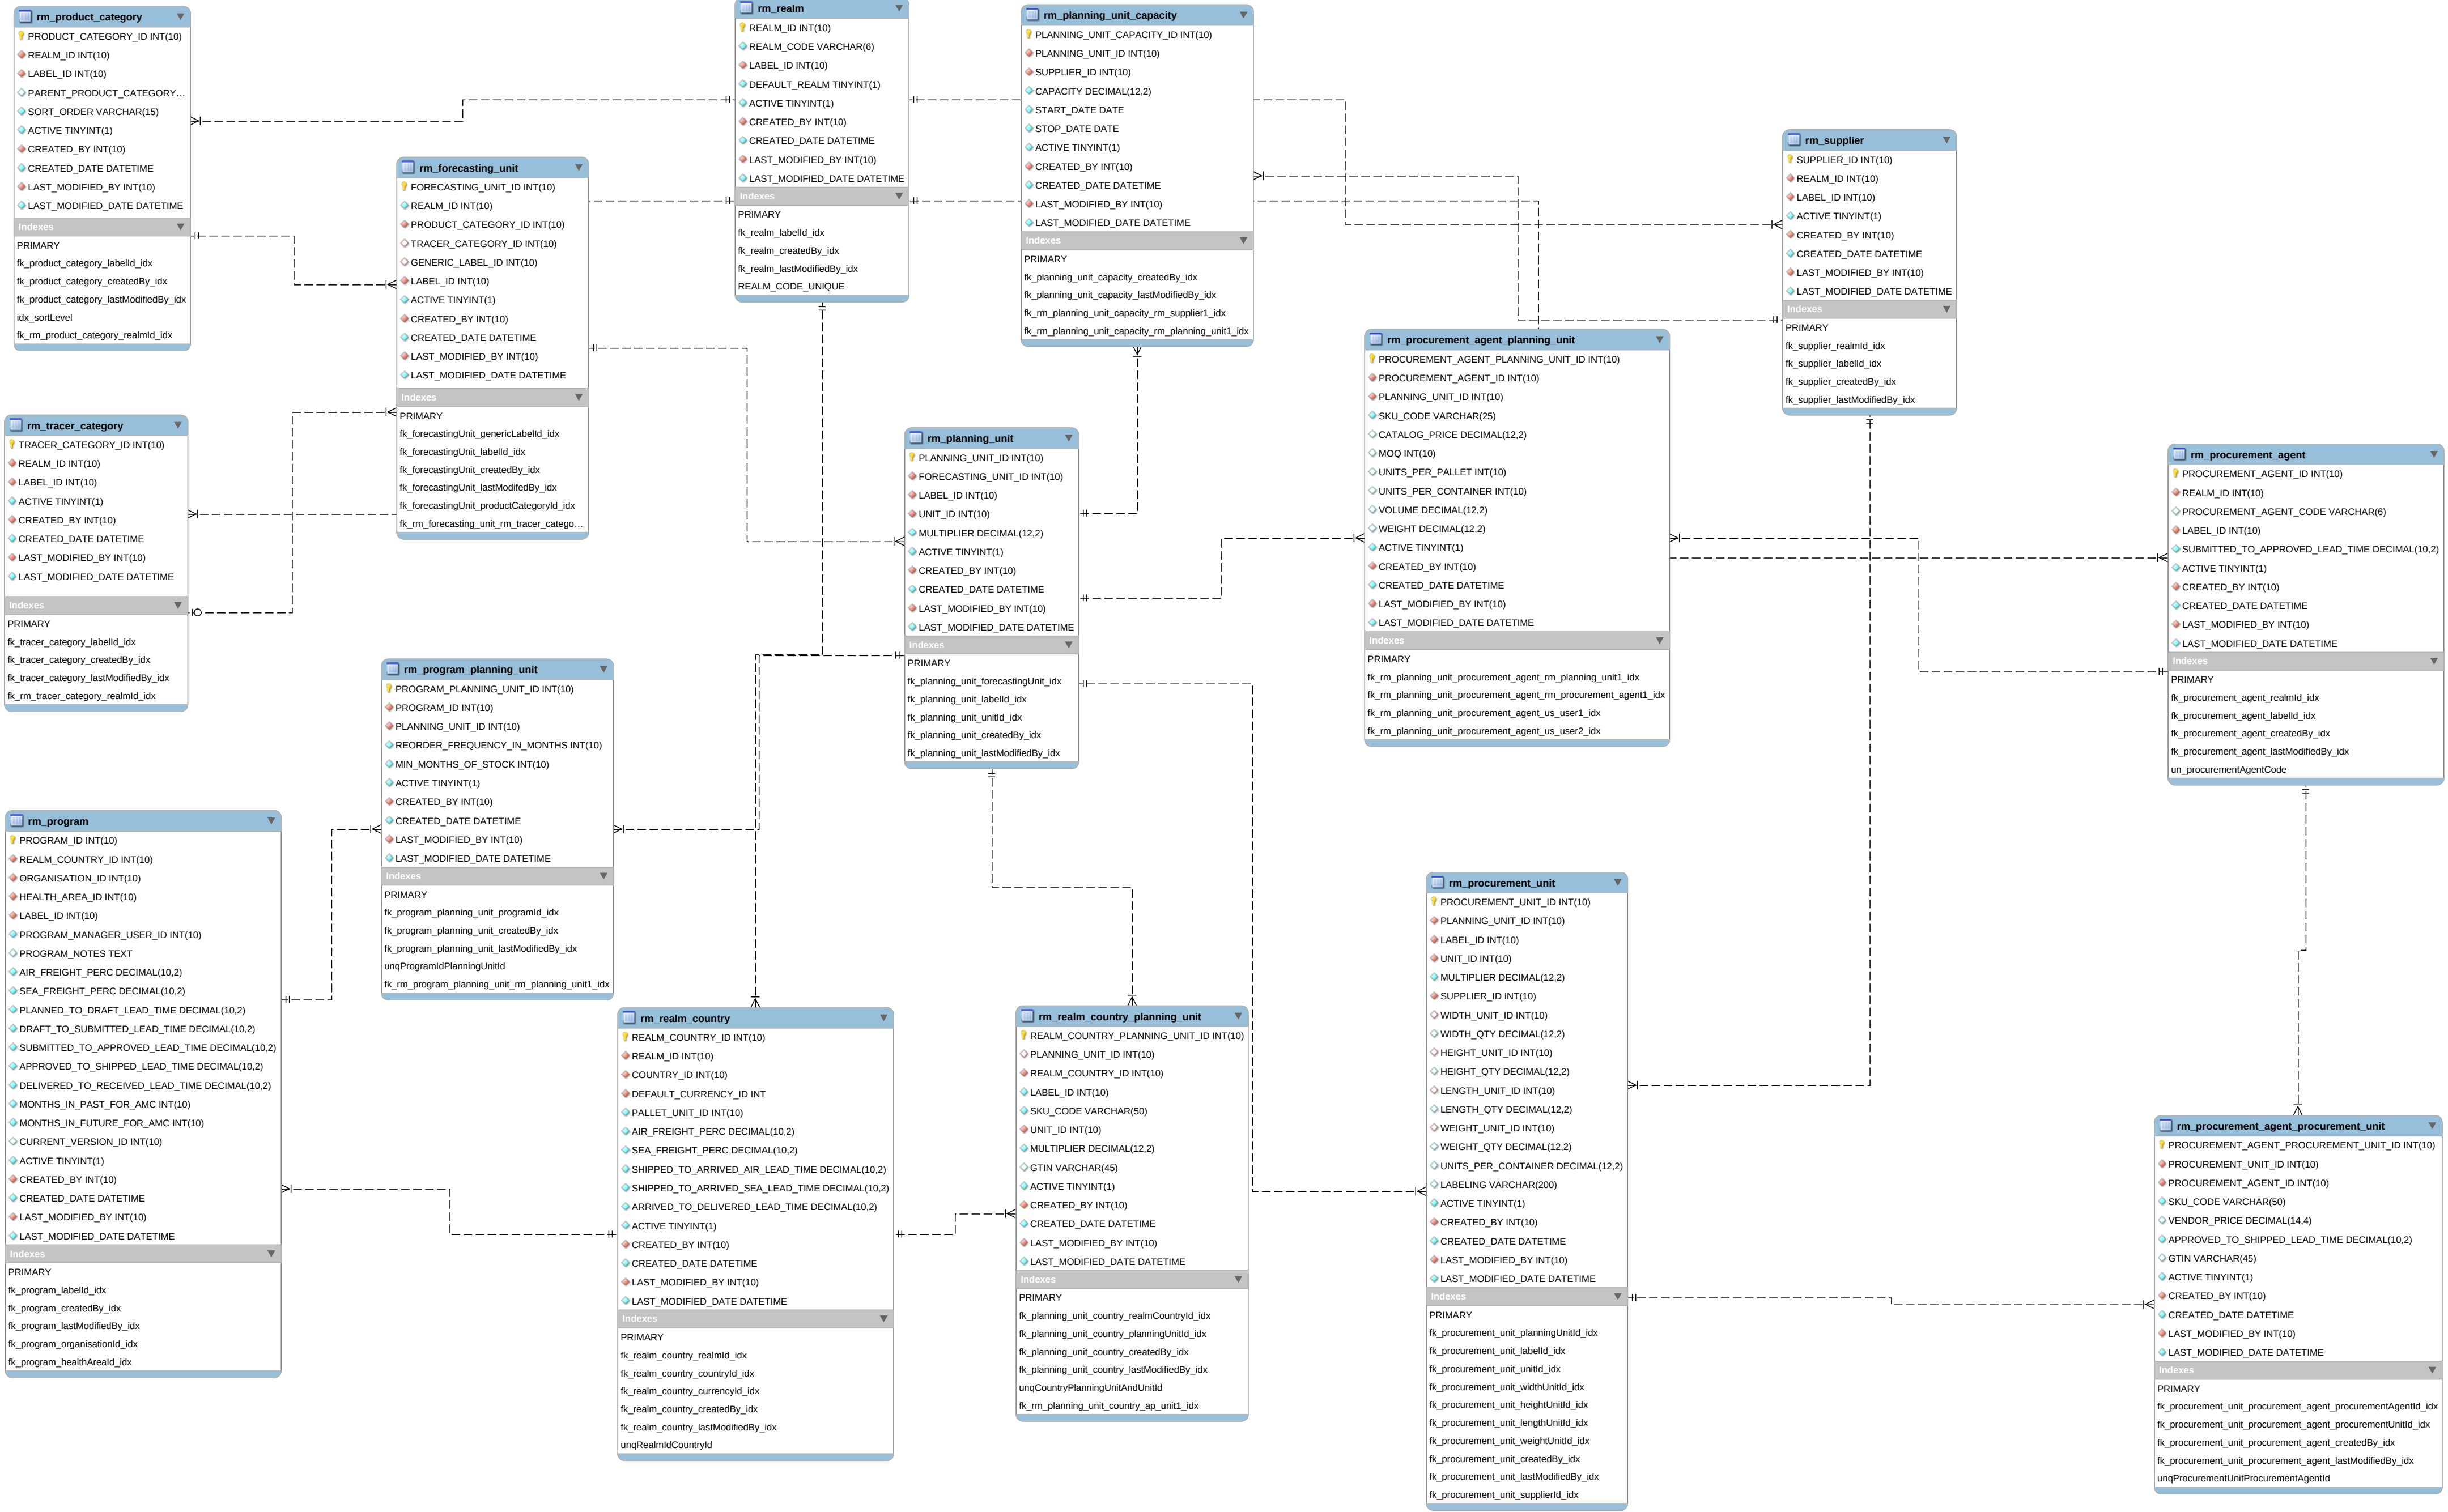 rm_product_category
PRODUCT_CATEGORY_ID INT(10)
REALM_ID INT(10)
LABEL_ID INT(10)
PARENT_PRODUCT_CATEGORY…
SORT_ORDER VARCHAR(15)
ACTIVE TINYINT(1)
CREATED_BY INT(10)
CREATED_DATE DATETIME
LAST_MODIFIED_BY INT(10)
LAST_MODIFIED_DATE DATETIME
Indexes
PRIMARY
fk_product_category_labelId_idx
fk_product_category_createdBy_idx
fk_product_category_lastModifiedBy_idx
idx_sortLevel
fk_rm_product_category_realmId_idx
rm_realm
REALM_ID INT(10)
REALM_CODE VARCHAR(6)
LABEL_ID INT(10)
DEFAULT_REALM TINYINT(1)
ACTIVE TINYINT(1)
CREATED_BY INT(10)
CREATED_DATE DATETIME
LAST_MODIFIED_BY INT(10)
LAST_MODIFIED_DATE DATETIME
Indexes
PRIMARY
fk_realm_labelId_idx
fk_realm_createdBy_idx
fk_realm_lastModifiedBy_idx
REALM_CODE_UNIQUE
rm_planning_unit_capacity
PLANNING_UNIT_CAPACITY_ID INT(10)
PLANNING_UNIT_ID INT(10)
SUPPLIER_ID INT(10)
CAPACITY DECIMAL(12,2)
START_DATE DATE
STOP_DATE DATE
ACTIVE TINYINT(1)
CREATED_BY INT(10)
CREATED_DATE DATETIME
LAST_MODIFIED_BY INT(10)
LAST_MODIFIED_DATE DATETIME
Indexes
PRIMARY
fk_planning_unit_capacity_createdBy_idx
fk_planning_unit_capacity_lastModifiedBy_idx
fk_rm_planning_unit_capacity_rm_supplier1_idx
fk_rm_planning_unit_capacity_rm_planning_unit1_idx
rm_supplier
SUPPLIER_ID INT(10)
REALM_ID INT(10)
LABEL_ID INT(10)
ACTIVE TINYINT(1)
CREATED_BY INT(10)
CREATED_DATE DATETIME
LAST_MODIFIED_BY INT(10)
LAST_MODIFIED_DATE DATETIME
Indexes
PRIMARY
fk_supplier_realmId_idx
fk_supplier_labelId_idx
fk_supplier_createdBy_idx
fk_supplier_lastModifiedBy_idx
rm_forecasting_unit
FORECASTING_UNIT_ID INT(10)
REALM_ID INT(10)
PRODUCT_CATEGORY_ID INT(10)
TRACER_CATEGORY_ID INT(10)
GENERIC_LABEL_ID INT(10)
LABEL_ID INT(10)
ACTIVE TINYINT(1)
CREATED_BY INT(10)
CREATED_DATE DATETIME
LAST_MODIFIED_BY INT(10)
LAST_MODIFIED_DATE DATETIME
Indexes
PRIMARY
fk_forecastingUnit_genericLabelId_idx
fk_forecastingUnit_labelId_idx
fk_forecastingUnit_createdBy_idx
fk_forecastingUnit_lastModifedBy_idx
fk_forecastingUnit_productCategoryId_idx
fk_rm_forecasting_unit_rm_tracer_catego…
rm_procurement_agent_planning_unit
PROCUREMENT_AGENT_PLANNING_UNIT_ID INT(10)
PROCUREMENT_AGENT_ID INT(10)
PLANNING_UNIT_ID INT(10)
SKU_CODE VARCHAR(25)
CATALOG_PRICE DECIMAL(12,2)
MOQ INT(10)
UNITS_PER_PALLET INT(10)
UNITS_PER_CONTAINER INT(10)
VOLUME DECIMAL(12,2)
WEIGHT DECIMAL(12,2)
ACTIVE TINYINT(1)
CREATED_BY INT(10)
CREATED_DATE DATETIME
LAST_MODIFIED_BY INT(10)
LAST_MODIFIED_DATE DATETIME
Indexes
PRIMARY
fk_rm_planning_unit_procurement_agent_rm_planning_unit1_idx
fk_rm_planning_unit_procurement_agent_rm_procurement_agent1_idx
fk_rm_planning_unit_procurement_agent_us_user1_idx
fk_rm_planning_unit_procurement_agent_us_user2_idx
rm_tracer_category
TRACER_CATEGORY_ID INT(10)
REALM_ID INT(10)
LABEL_ID INT(10)
ACTIVE TINYINT(1)
CREATED_BY INT(10)
CREATED_DATE DATETIME
LAST_MODIFIED_BY INT(10)
LAST_MODIFIED_DATE DATETIME
Indexes
PRIMARY
fk_tracer_category_labelId_idx
fk_tracer_category_createdBy_idx
fk_tracer_category_lastModifiedBy_idx
fk_rm_tracer_category_realmId_idx
rm_planning_unit
PLANNING_UNIT_ID INT(10)
FORECASTING_UNIT_ID INT(10)
LABEL_ID INT(10)
UNIT_ID INT(10)
MULTIPLIER DECIMAL(12,2)
ACTIVE TINYINT(1)
CREATED_BY INT(10)
CREATED_DATE DATETIME
LAST_MODIFIED_BY INT(10)
LAST_MODIFIED_DATE DATETIME
Indexes
PRIMARY
fk_planning_unit_forecastingUnit_idx
fk_planning_unit_labelId_idx
fk_planning_unit_unitId_idx
fk_planning_unit_createdBy_idx
fk_planning_unit_lastModifiedBy_idx
rm_procurement_agent
PROCUREMENT_AGENT_ID INT(10)
REALM_ID INT(10)
PROCUREMENT_AGENT_CODE VARCHAR(6)
LABEL_ID INT(10)
SUBMITTED_TO_APPROVED_LEAD_TIME DECIMAL(10,2)
ACTIVE TINYINT(1)
CREATED_BY INT(10)
CREATED_DATE DATETIME
LAST_MODIFIED_BY INT(10)
LAST_MODIFIED_DATE DATETIME
Indexes
PRIMARY
fk_procurement_agent_realmId_idx
fk_procurement_agent_labelId_idx
fk_procurement_agent_createdBy_idx
fk_procurement_agent_lastModifiedBy_idx
un_procurementAgentCode
rm_program_planning_unit
PROGRAM_PLANNING_UNIT_ID INT(10)
PROGRAM_ID INT(10)
PLANNING_UNIT_ID INT(10)
REORDER_FREQUENCY_IN_MONTHS INT(10)
MIN_MONTHS_OF_STOCK INT(10)
ACTIVE TINYINT(1)
CREATED_BY INT(10)
CREATED_DATE DATETIME
LAST_MODIFIED_BY INT(10)
LAST_MODIFIED_DATE DATETIME
Indexes
PRIMARY
fk_program_planning_unit_programId_idx
fk_program_planning_unit_createdBy_idx
fk_program_planning_unit_lastModifiedBy_idx
unqProgramIdPlanningUnitId
fk_rm_program_planning_unit_rm_planning_unit1_idx
rm_program
PROGRAM_ID INT(10)
REALM_COUNTRY_ID INT(10)
ORGANISATION_ID INT(10)
HEALTH_AREA_ID INT(10)
LABEL_ID INT(10)
PROGRAM_MANAGER_USER_ID INT(10)
PROGRAM_NOTES TEXT
AIR_FREIGHT_PERC DECIMAL(10,2)
SEA_FREIGHT_PERC DECIMAL(10,2)
PLANNED_TO_DRAFT_LEAD_TIME DECIMAL(10,2)
DRAFT_TO_SUBMITTED_LEAD_TIME DECIMAL(10,2)
SUBMITTED_TO_APPROVED_LEAD_TIME DECIMAL(10,2)
APPROVED_TO_SHIPPED_LEAD_TIME DECIMAL(10,2)
DELIVERED_TO_RECEIVED_LEAD_TIME DECIMAL(10,2)
MONTHS_IN_PAST_FOR_AMC INT(10)
MONTHS_IN_FUTURE_FOR_AMC INT(10)
CURRENT_VERSION_ID INT(10)
ACTIVE TINYINT(1)
CREATED_BY INT(10)
CREATED_DATE DATETIME
LAST_MODIFIED_BY INT(10)
LAST_MODIFIED_DATE DATETIME
Indexes
PRIMARY
fk_program_labelId_idx
fk_program_createdBy_idx
fk_program_lastModifiedBy_idx
fk_program_organisationId_idx
fk_program_healthAreaId_idx
rm_realm_country
REALM_COUNTRY_ID INT(10)
REALM_ID INT(10)
COUNTRY_ID INT(10)
DEFAULT_CURRENCY_ID INT
PALLET_UNIT_ID INT(10)
AIR_FREIGHT_PERC DECIMAL(10,2)
SEA_FREIGHT_PERC DECIMAL(10,2)
SHIPPED_TO_ARRIVED_AIR_LEAD_TIME DECIMAL(10,2)
SHIPPED_TO_ARRIVED_SEA_LEAD_TIME DECIMAL(10,2)
ARRIVED_TO_DELIVERED_LEAD_TIME DECIMAL(10,2)
ACTIVE TINYINT(1)
CREATED_BY INT(10)
CREATED_DATE DATETIME
LAST_MODIFIED_BY INT(10)
LAST_MODIFIED_DATE DATETIME
Indexes
PRIMARY
fk_realm_country_realmId_idx
fk_realm_country_countryId_idx
fk_realm_country_currencyId_idx
fk_realm_country_createdBy_idx
fk_realm_country_lastModifiedBy_idx
unqRealmIdCountryId
rm_realm_country_planning_unit
REALM_COUNTRY_PLANNING_UNIT_ID INT(10)
PLANNING_UNIT_ID INT(10)
REALM_COUNTRY_ID INT(10)
LABEL_ID INT(10)
SKU_CODE VARCHAR(50)
UNIT_ID INT(10)
MULTIPLIER DECIMAL(12,2)
GTIN VARCHAR(45)
ACTIVE TINYINT(1)
CREATED_BY INT(10)
CREATED_DATE DATETIME
LAST_MODIFIED_BY INT(10)
LAST_MODIFIED_DATE DATETIME
Indexes
PRIMARY
fk_planning_unit_country_realmCountryId_idx
fk_planning_unit_country_planningUnitId_idx
fk_planning_unit_country_createdBy_idx
fk_planning_unit_country_lastModifiedBy_idx
unqCountryPlanningUnitAndUnitId
fk_rm_planning_unit_country_ap_unit1_idx
rm_procurement_unit
PROCUREMENT_UNIT_ID INT(10)
PLANNING_UNIT_ID INT(10)
LABEL_ID INT(10)
UNIT_ID INT(10)
MULTIPLIER DECIMAL(12,2)
SUPPLIER_ID INT(10)
WIDTH_UNIT_ID INT(10)
WIDTH_QTY DECIMAL(12,2)
HEIGHT_UNIT_ID INT(10)
HEIGHT_QTY DECIMAL(12,2)
LENGTH_UNIT_ID INT(10)
LENGTH_QTY DECIMAL(12,2)
WEIGHT_UNIT_ID INT(10)
WEIGHT_QTY DECIMAL(12,2)
UNITS_PER_CONTAINER DECIMAL(12,2)
LABELING VARCHAR(200)
ACTIVE TINYINT(1)
CREATED_BY INT(10)
CREATED_DATE DATETIME
LAST_MODIFIED_BY INT(10)
LAST_MODIFIED_DATE DATETIME
Indexes
PRIMARY
fk_procurement_unit_planningUnitId_idx
fk_procurement_unit_labelId_idx
fk_procurement_unit_unitId_idx
fk_procurement_unit_widthUnitId_idx
fk_procurement_unit_heightUnitId_idx
fk_procurement_unit_lengthUnitId_idx
fk_procurement_unit_weightUnitId_idx
fk_procurement_unit_createdBy_idx
fk_procurement_unit_lastModifiedBy_idx
fk_procurement_unit_supplierId_idx
rm_procurement_agent_procurement_unit
PROCUREMENT_AGENT_PROCUREMENT_UNIT_ID INT(10)
PROCUREMENT_UNIT_ID INT(10)
PROCUREMENT_AGENT_ID INT(10)
SKU_CODE VARCHAR(50)
VENDOR_PRICE DECIMAL(14,4)
APPROVED_TO_SHIPPED_LEAD_TIME DECIMAL(10,2)
GTIN VARCHAR(45)
ACTIVE TINYINT(1)
CREATED_BY INT(10)
CREATED_DATE DATETIME
LAST_MODIFIED_BY INT(10)
LAST_MODIFIED_DATE DATETIME
Indexes
PRIMARY
fk_procurement_unit_procurement_agent_procurementAgentId_idx
fk_procurement_unit_procurement_agent_procurementUnitId_idx
fk_procurement_unit_procurement_agent_createdBy_idx
fk_procurement_unit_procurement_agent_lastModifiedBy_idx
unqProcurementUnitProcurementAgentId